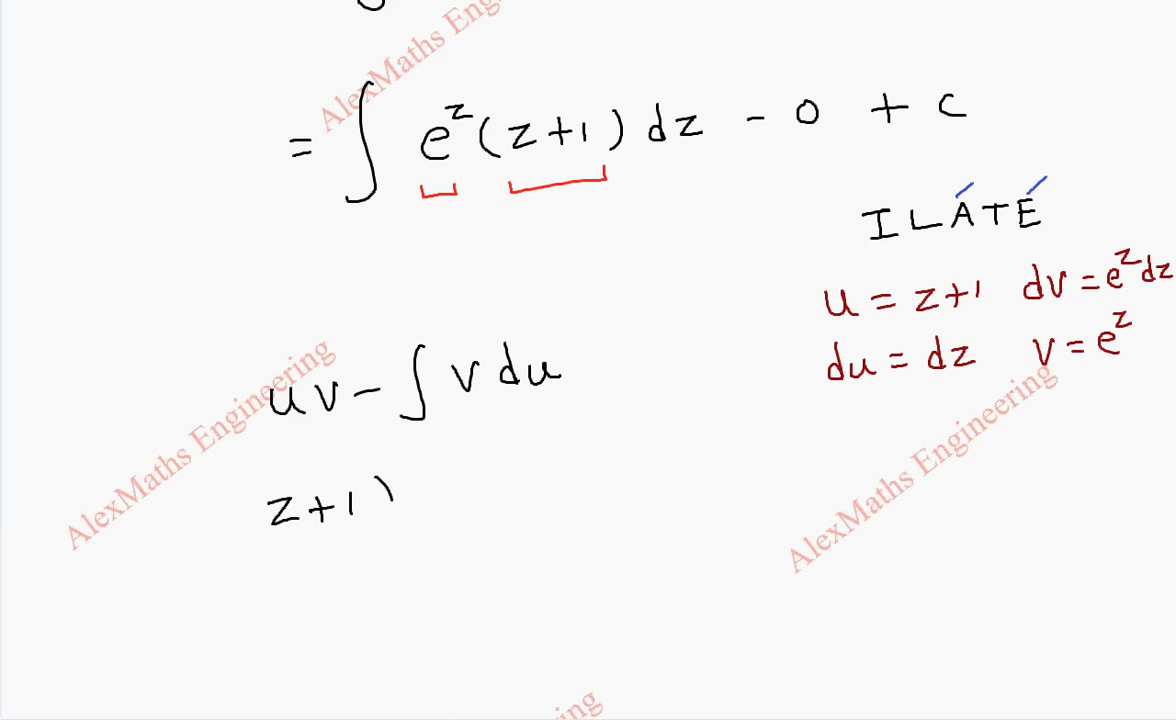 AlexMaths Engineering
= ∫ e^z (z+1) dz - 0 + c
ILATE
u = z+1 dv = e^z dz
du = dz v = e^z
uv - ∫ v du
AlexMaths Engineering
AlexMaths Engineering
z+1)